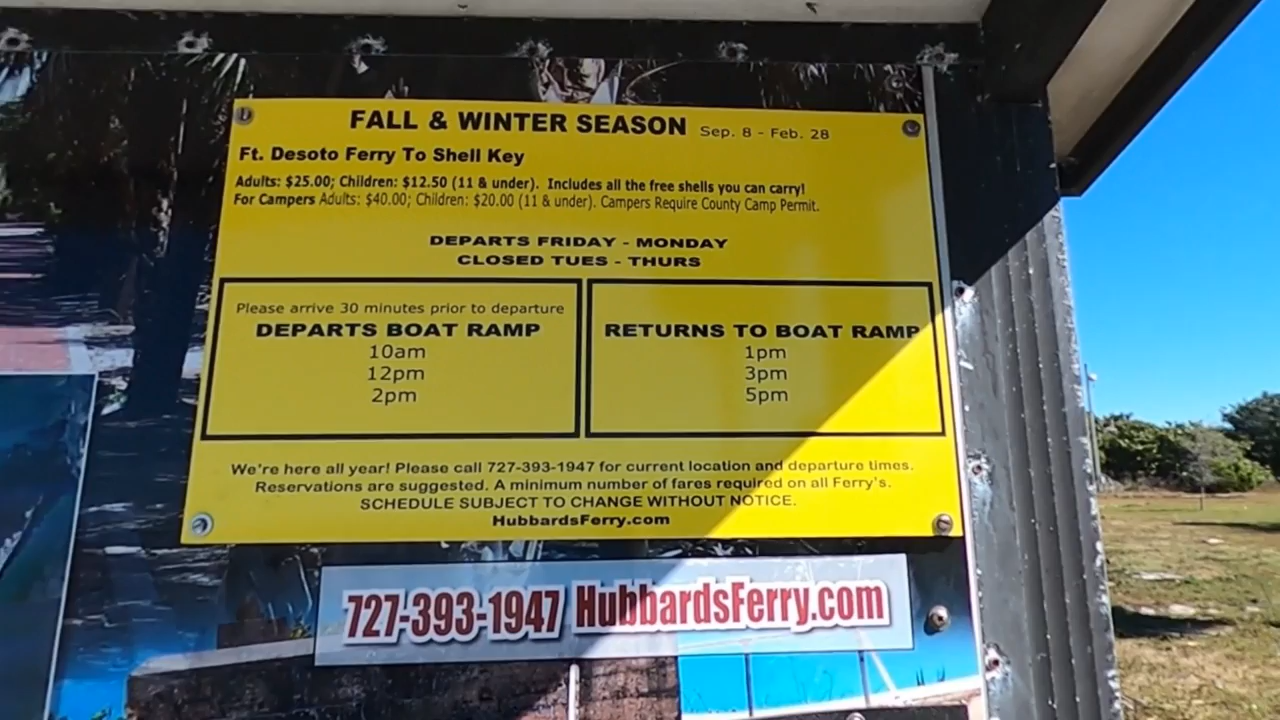 FALL & WINTER SEASON Sep. 8 - Feb. 28
Ft. Desoto Ferry To Shell Key
Adults: $25.00; Children: $12.50 (11 & under). Includes all the free shells you can carry!
For Campers Adults: $40.00; Children: $20.00 (11 & under). Campers Require County Camp Permit.
DEPARTS FRIDAY - MONDAY
CLOSED TUES - THURS
Please arrive 30 minutes prior to departure
DEPARTS BOAT RAMP
10am
12pm
2pm
RETURNS TO BOAT RAMP
1pm
3pm
5pm
We're here all year! Please call 727-393-1947 for current location and departure times.
Reservations are suggested. A minimum number of fares required on all Ferry's.
SCHEDULE SUBJECT TO CHANGE WITHOUT NOTICE.
HubbardsFerry.com
727-393-1947 HubbardsFerry.com